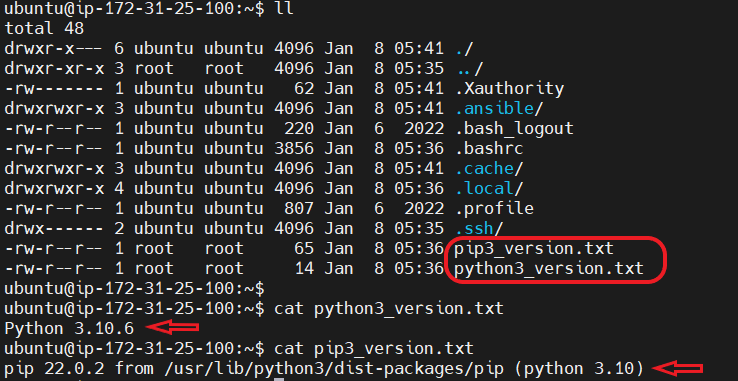 ubuntu@ip-172-31-25-100:~$ ll
total 48
drwxr-x--- 6 ubuntu ubuntu 4096 Jan  8 05:41 ./
drwxr-xr-x 3 root   root   4096 Jan  8 05:35 ../
-rw------- 1 ubuntu ubuntu   62 Jan  8 05:41 .Xauthority
drwxrwxr-x 3 ubuntu ubuntu 4096 Jan  8 05:41 .ansible/
-rw-r--r-- 1 ubuntu ubuntu  220 Jan  6  2022 .bash_logout
-rw-r--r-- 1 ubuntu ubuntu 3856 Jan  8 05:36 .bashrc
drwxrwxr-x 3 ubuntu ubuntu 4096 Jan  8 05:41 .cache/
drwxrwxr-x 4 ubuntu ubuntu 4096 Jan  8 05:36 .local/
-rw-r--r-- 1 ubuntu ubuntu  807 Jan  6  2022 .profile
drwx------ 2 ubuntu ubuntu 4096 Jan  8 05:35 .ssh/
-rw-r--r-- 1 root   root     65 Jan  8 05:36 pip3_version.txt
-rw-r--r-- 1 root   root     14 Jan  8 05:36 python3_version.txt
ubuntu@ip-172-31-25-100:~$
ubuntu@ip-172-31-25-100:~$ cat python3_version.txt
Python 3.10.6
ubuntu@ip-172-31-25-100:~$ cat pip3_version.txt
pip 22.0.2 from /usr/lib/python3/dist-packages/pip (python 3.10)